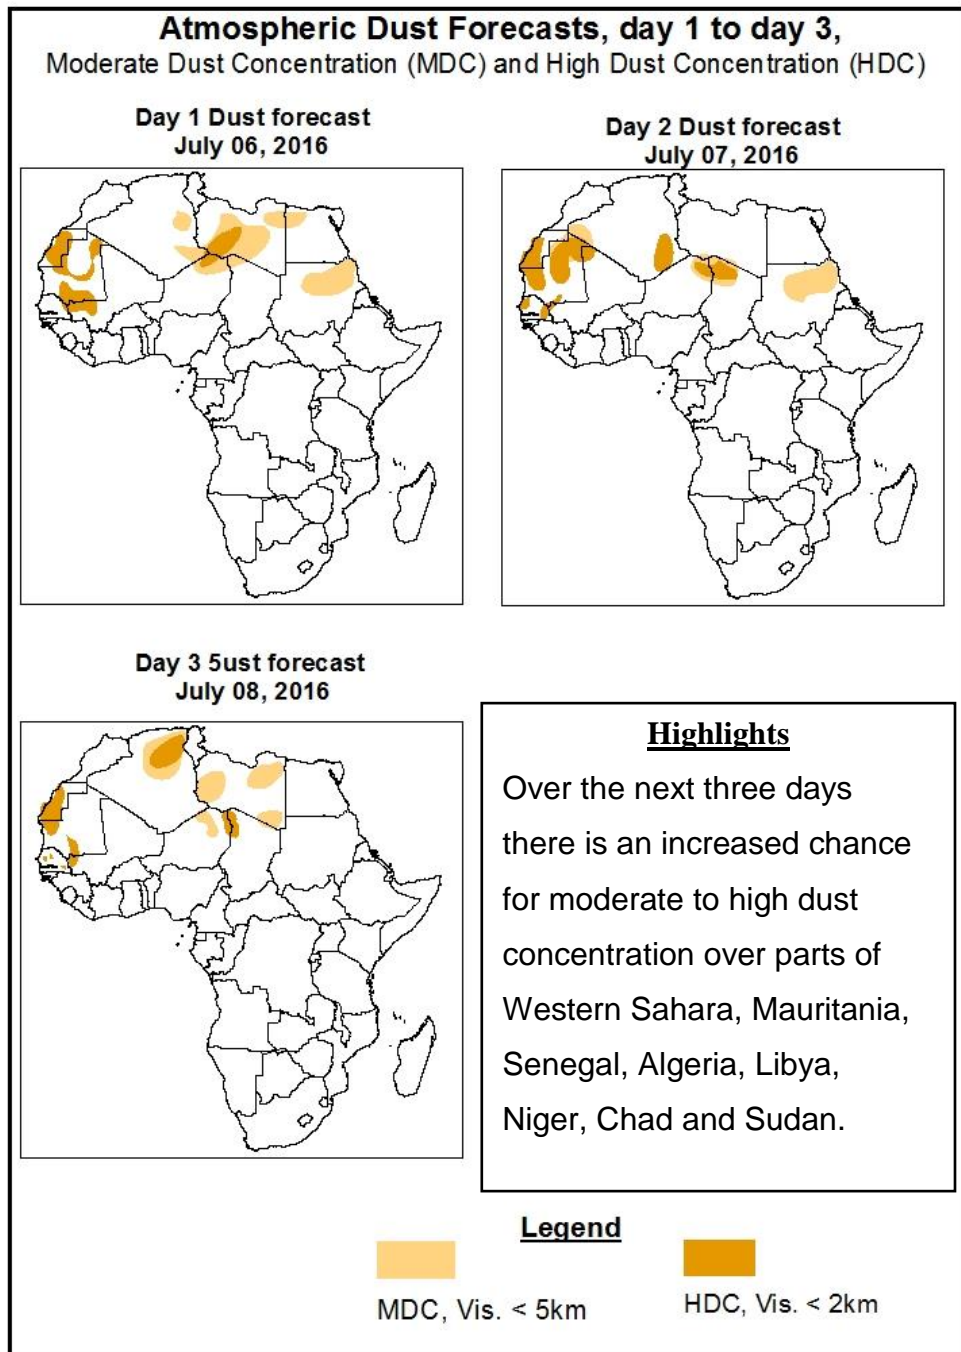 Atmospheric Dust Forecasts, day 1 to day 3,
Moderate Dust Concentration (MDC) and High Dust Concentration (HDC)
Day 1 Dust forecast
July 06, 2016
Day 2 Dust forecast
July 07, 2016
Day 3 5ust forecast
July 08, 2016
Highlights
Over the next three days
there is an increased chance
for moderate to high dust
concentration over parts of
Western Sahara, Mauritania,
Senegal, Algeria, Libya,
Niger, Chad and Sudan.
Legend
MDC, Vis. < 5km
HDC, Vis. < 2km